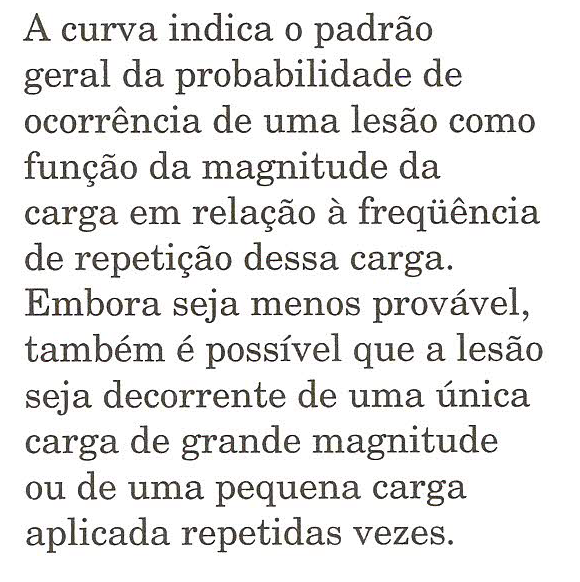 A curva indica o padrão
geral da probabilidade de
ocorrência de uma lesão como
função da magnitude da
carga em relação à freqüência
de repetição dessa carga.
Embora seja menos provável,
também é possível que a lesão
seja decorrente de uma única
carga de grande magnitude
ou de uma pequena carga
aplicada repetidas vezes.